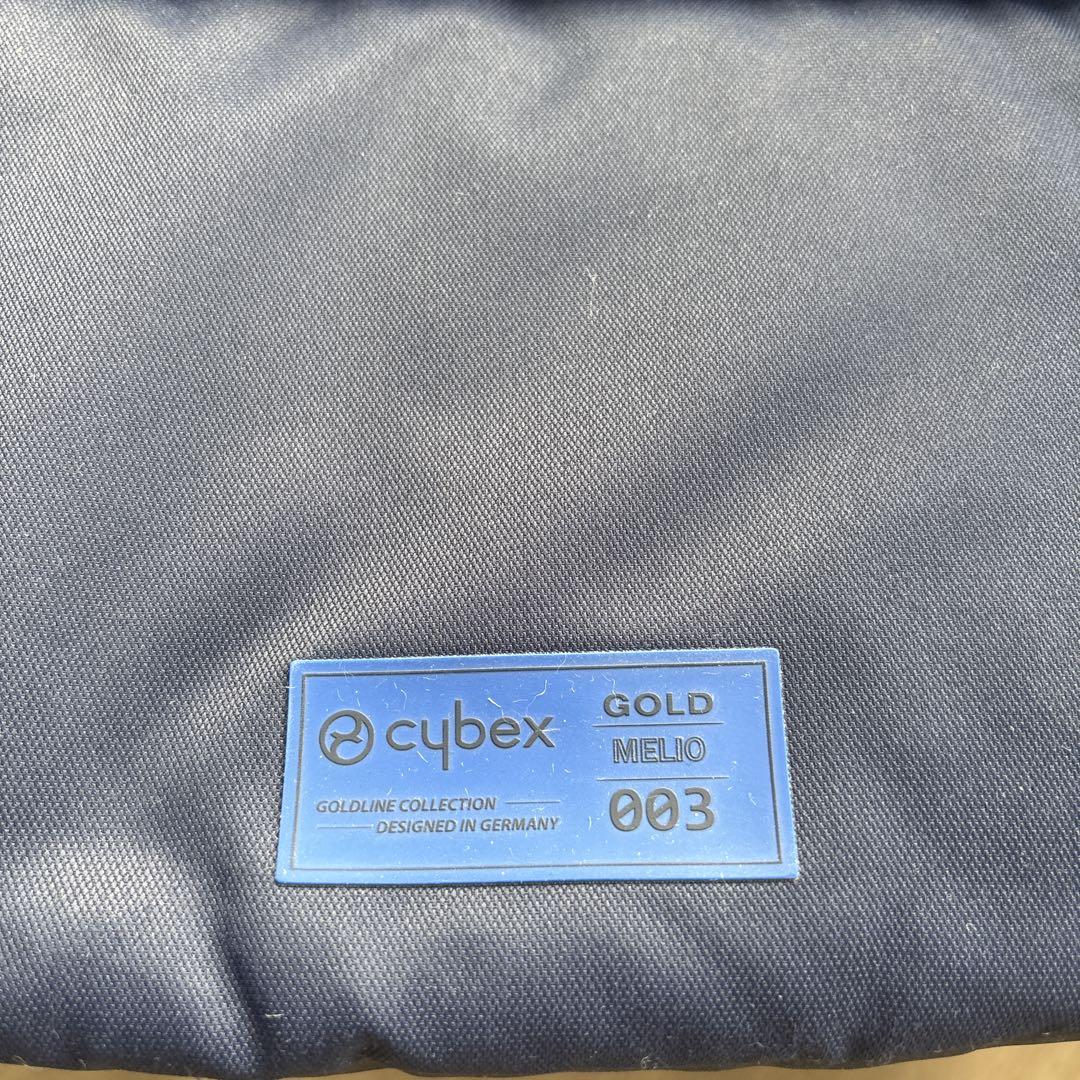 cybex
GOLDLINE COLLECTION
DESIGNED IN GERMANY
GOLD
MELIO
003